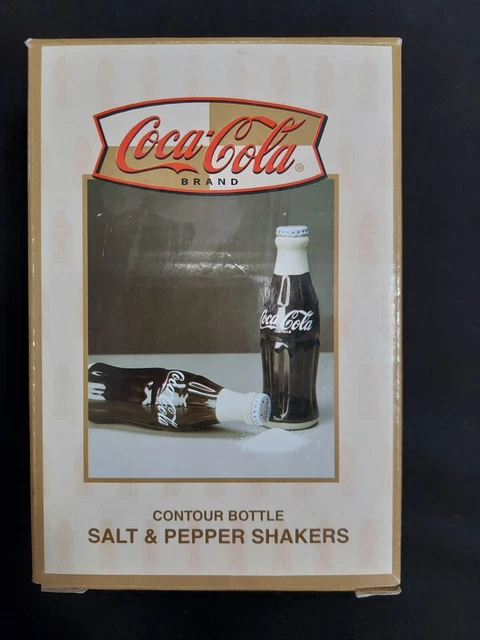 Coca-Cola®
BRAND
Coca-Cola
Coca-Cola
CONTOUR BOTTLE
SALT & PEPPER SHAKERS